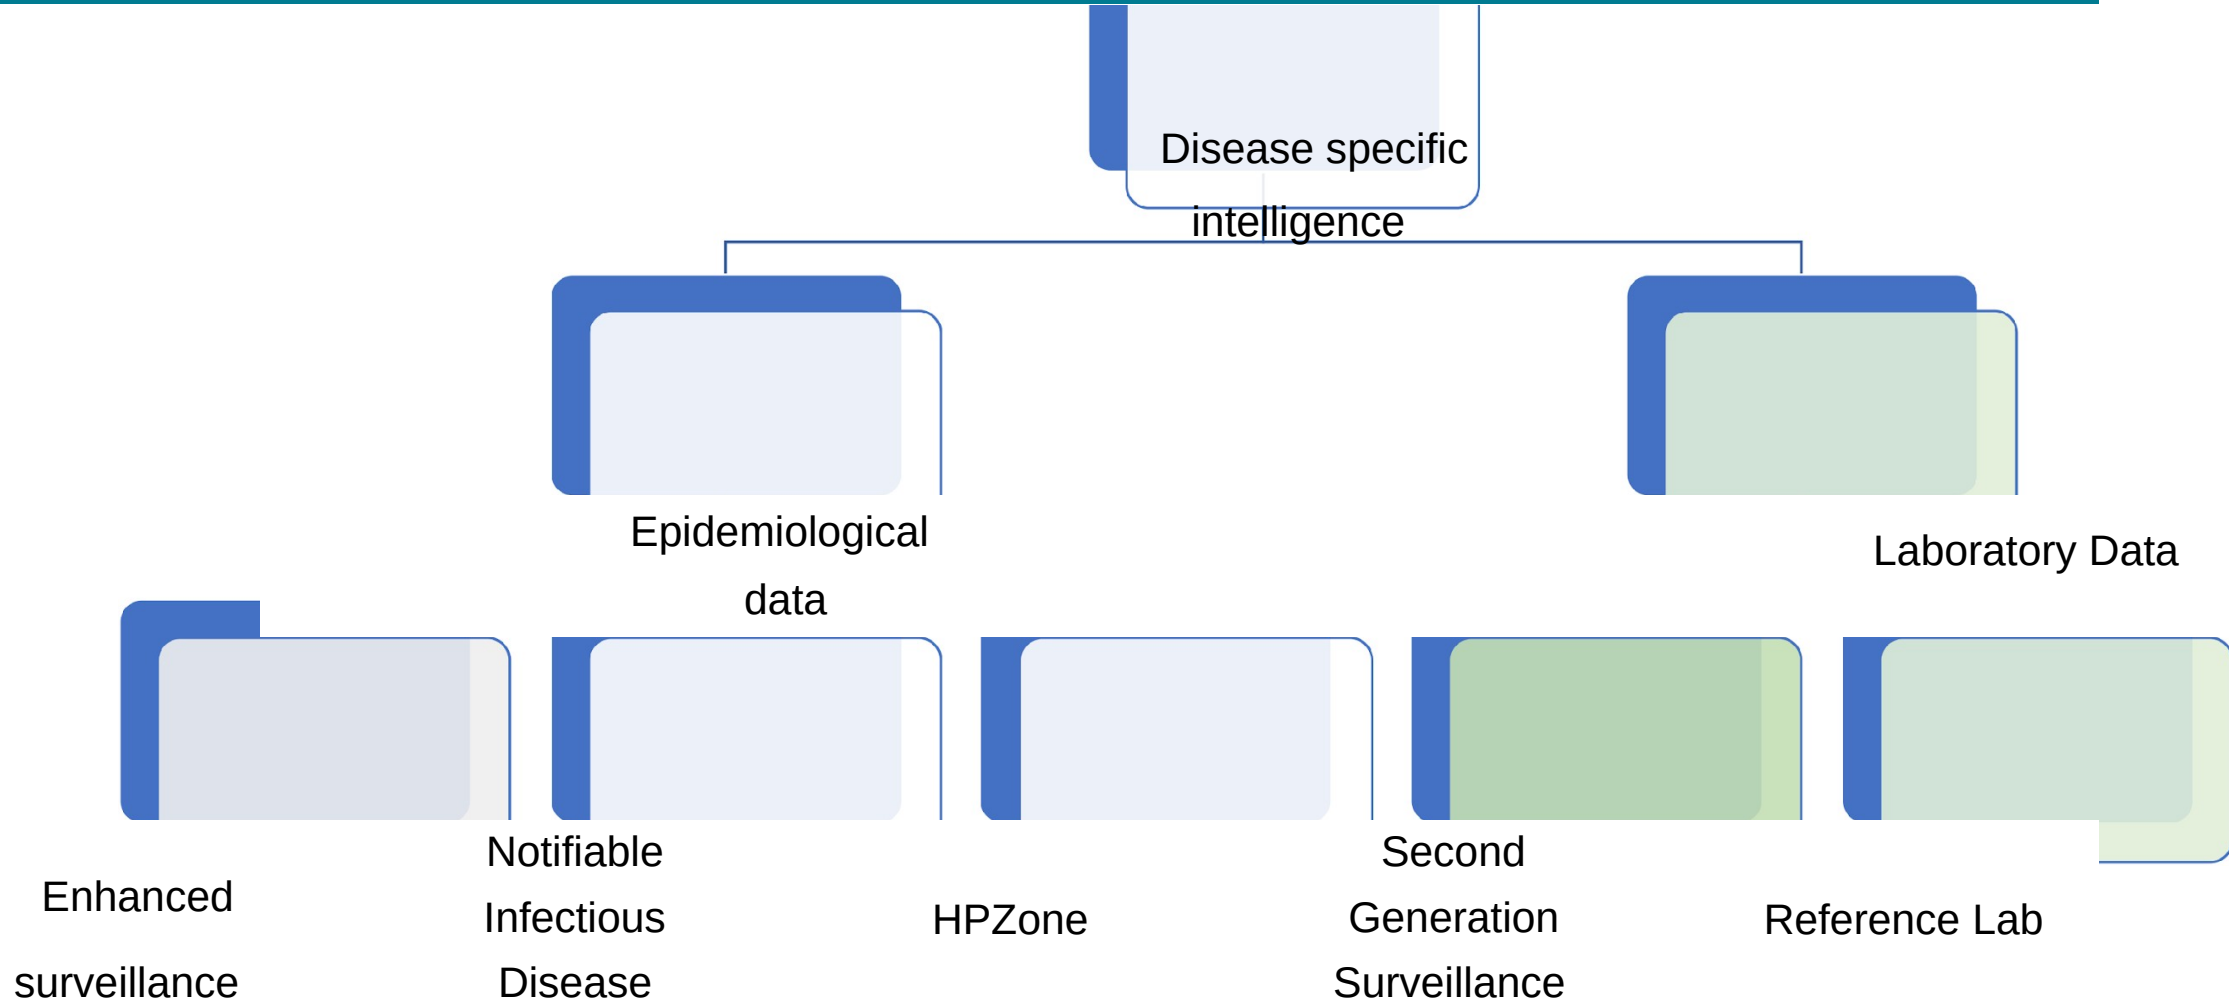 Disease specific
intelligence
Epidemiological
data
Laboratory Data
Enhanced
surveillance
Notifiable
Infectious
Disease
HPZone
Second
Generation
Surveillance
Reference Lab